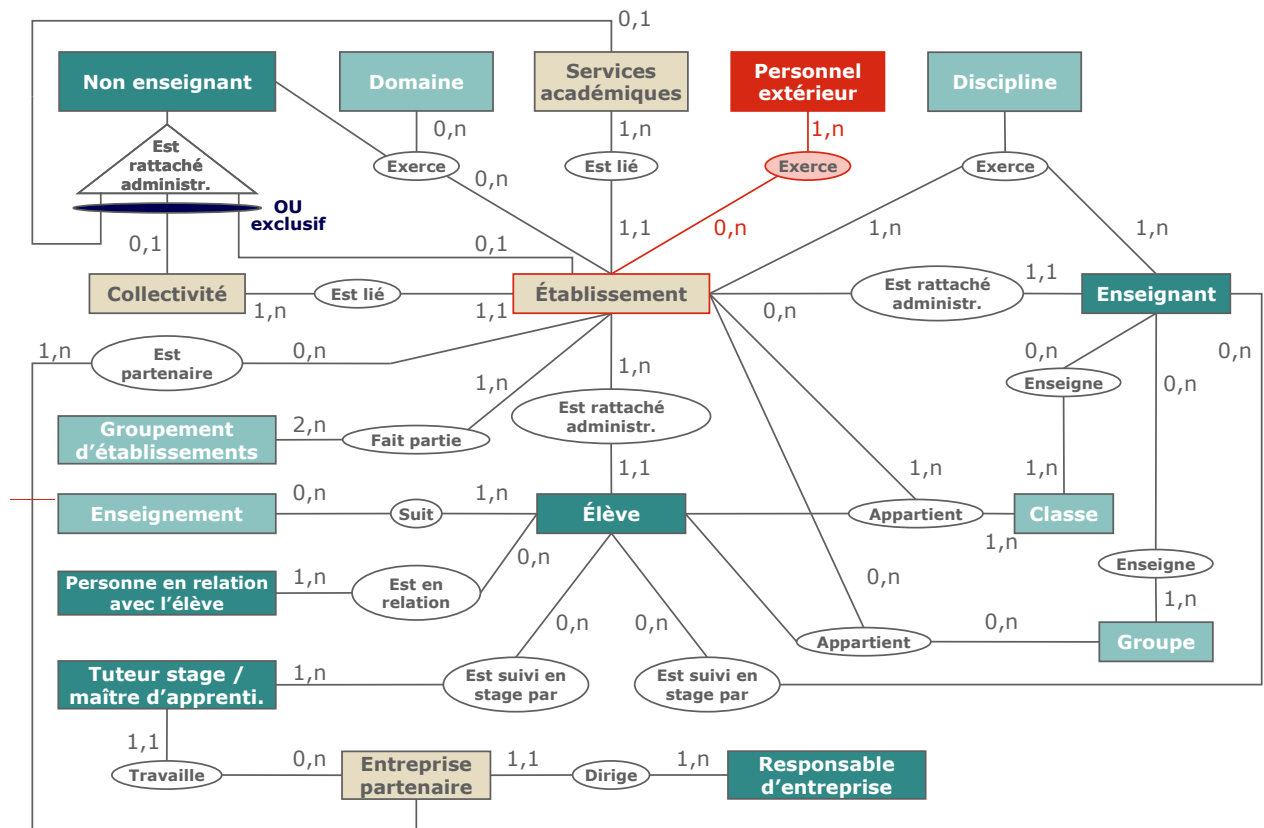 0,1
Non enseignant
Domaine
Services
académiques
Personnel
extérieur
Discipline
0,n
1,n
1,n
Est
rattaché
administr.
Exerce
Est lié
Exerce
Exerce
0,n
OU
exclusif
0,1
0,1
1,1
0,n
1,n
1,n
Collectivité
1,n
Est lié
1,1
Établissement
0,n
Est rattaché
administr.
1,1
Enseignant
1,n
Est
partenaire
0,n
1,n
1,n
0,n
Enseigne
0,n
0,n
Groupement
d'établissements
2,n
Fait partie
Est rattaché
administr.
1,1
1,n
1,n
Enseignement
0,n
Suit
1,n
Élève
Appartient
1,n
Classe
0,n
Personne en relation
avec l'élève
1,n
Est en
relation
0,n
Enseigne
1,n
0,n
0,n
Appartient
0,n
Groupe
Tuteur stage /
maître d'apprenti.
1,n
Est suivi en
stage par
Est suivi en
stage par
1,1
Travaille
0,n
Entreprise
partenaire
1,1
Dirige
1,n
Responsable
d'entreprise